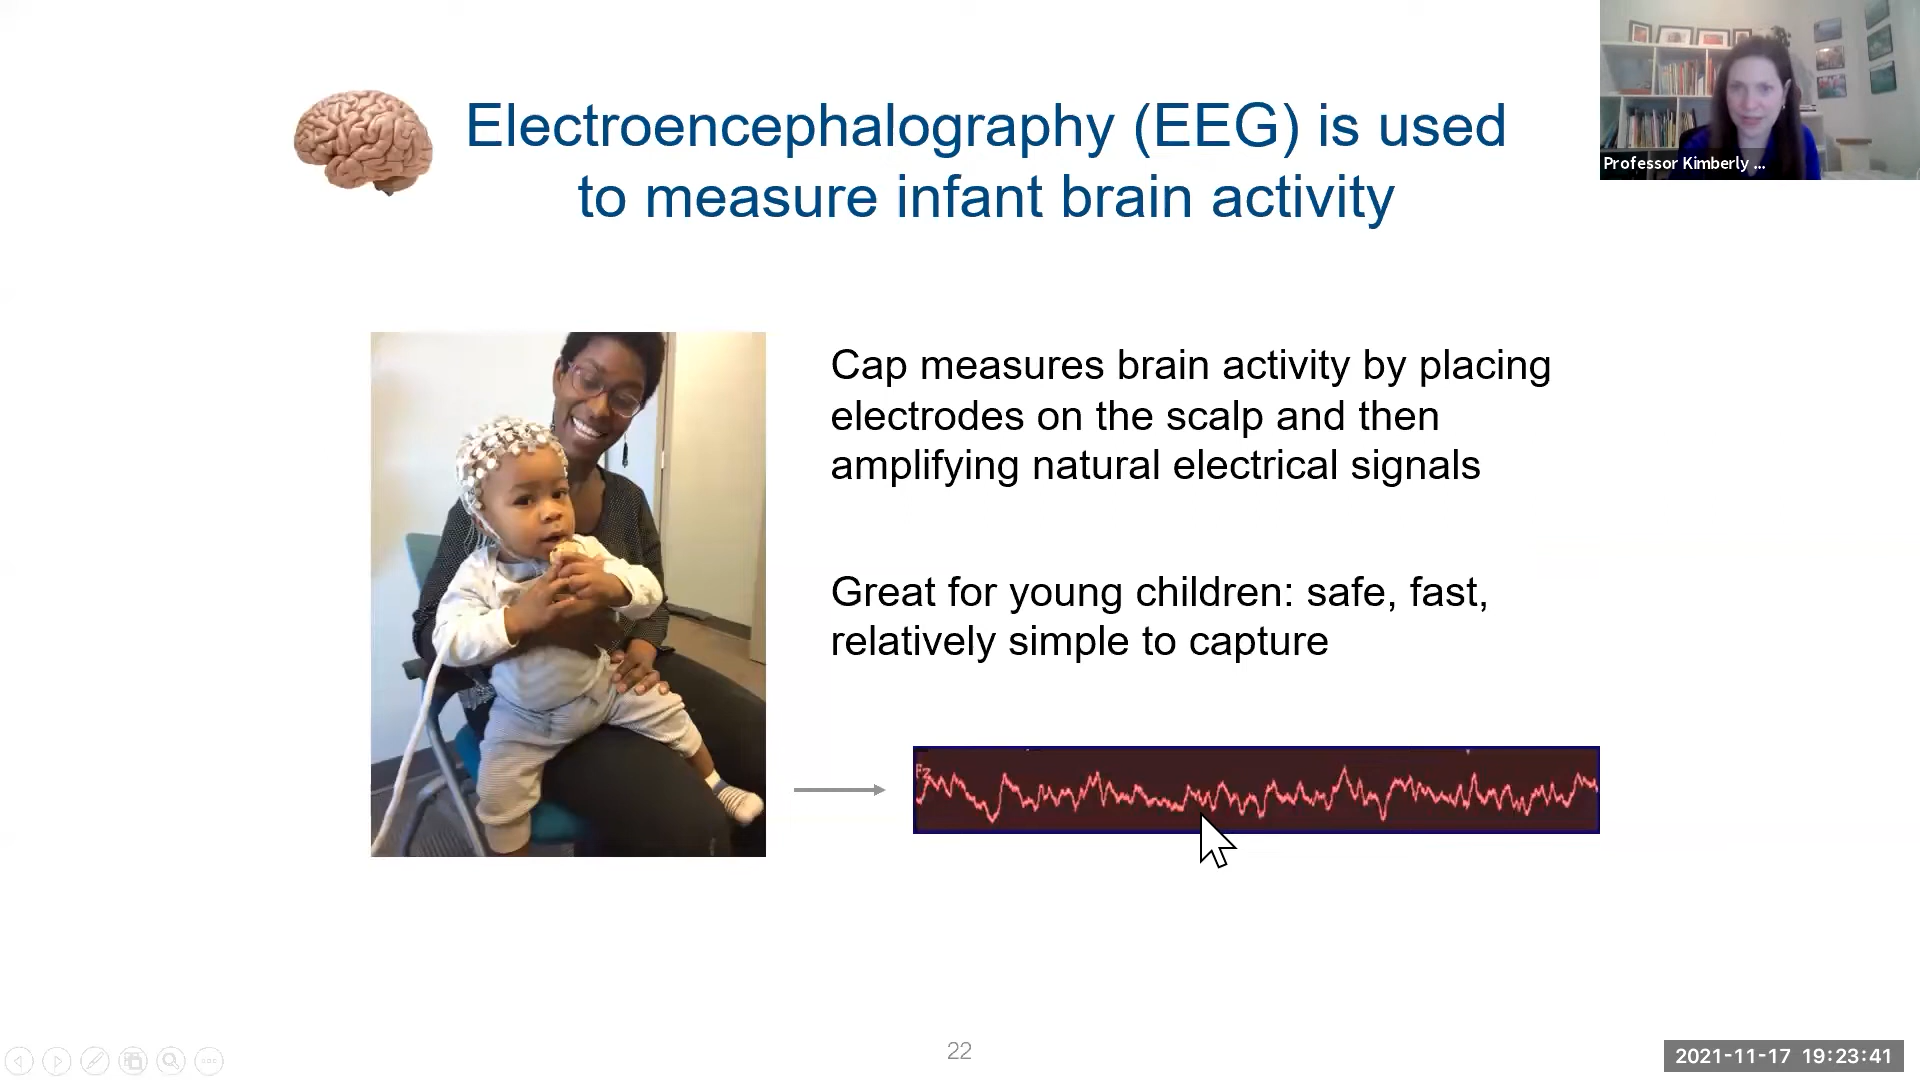 Electroencephalography (EEG) is used
to measure infant brain activity
Professor Kimberly ...
Cap measures brain activity by placing
electrodes on the scalp and then
amplifying natural electrical signals
Great for young children: safe, fast,
relatively simple to capture
Fz
22
2021-11-17 19:23:41